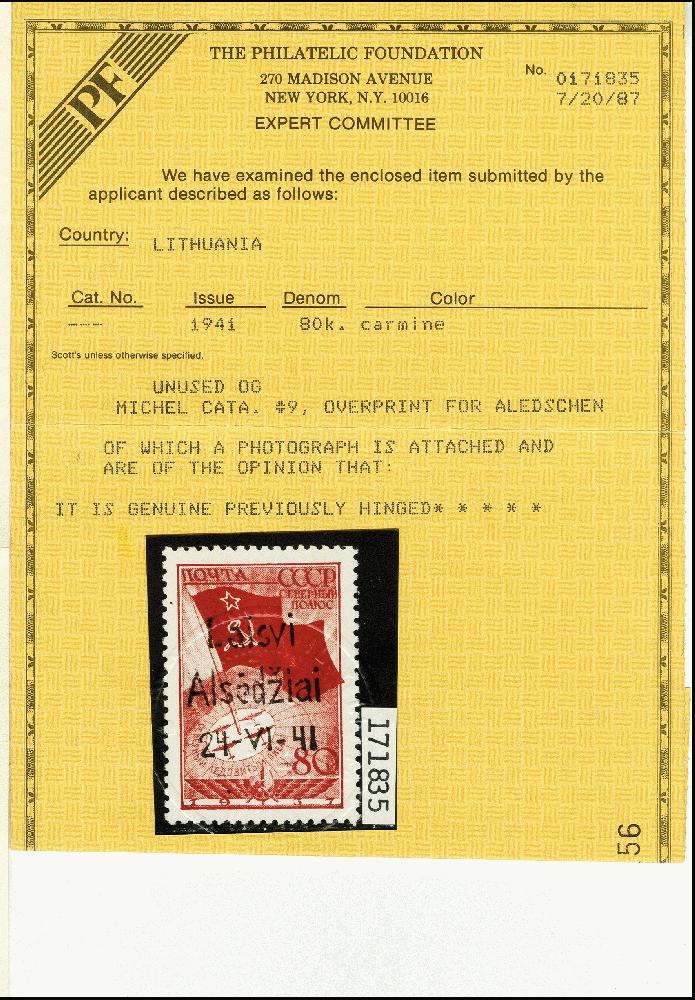 PF
THE PHILATELIC FOUNDATION
270 MADISON AVENUE
NEW YORK, N.Y. 10016
EXPERT COMMITTEE
No. 0171835
7/20/87
We have examined the enclosed item submitted by the
applicant described as follows:
Country: LITHUANIA
Cat. No. Issue Denom Color
--- 1941 80k. carmine
Scott's unless otherwise specified.
UNUSED OG
MICHEL CATA. #9, OVERPRINT FOR ALEDSCHEN
OF WHICH A PHOTOGRAPH IS ATTACHED AND
ARE OF THE OPINION THAT:
IT IS GENUINE PREVIOUSLY HINGED* * * * *
ПОЧТА СССР
СЕВЕРНЫЙ
ПОЛЮС
Laisvi
Alsėdžiai
24-VI-41
80
1937
171835
56